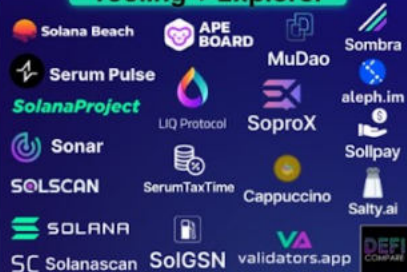 Tooling + Explorer
Solana Beach
APE
BOARD
MuDao
Sombra
Serum Pulse
SolanaProject
LIQ Protocol
SoproX
aleph.im
Sonar
Sollpay
SOLSCAN
SerumTaxTime
Cappuccino
Salty.ai
SOLANA
SC Solanascan
SolGSN
validators.app
DEFI
COMPARE